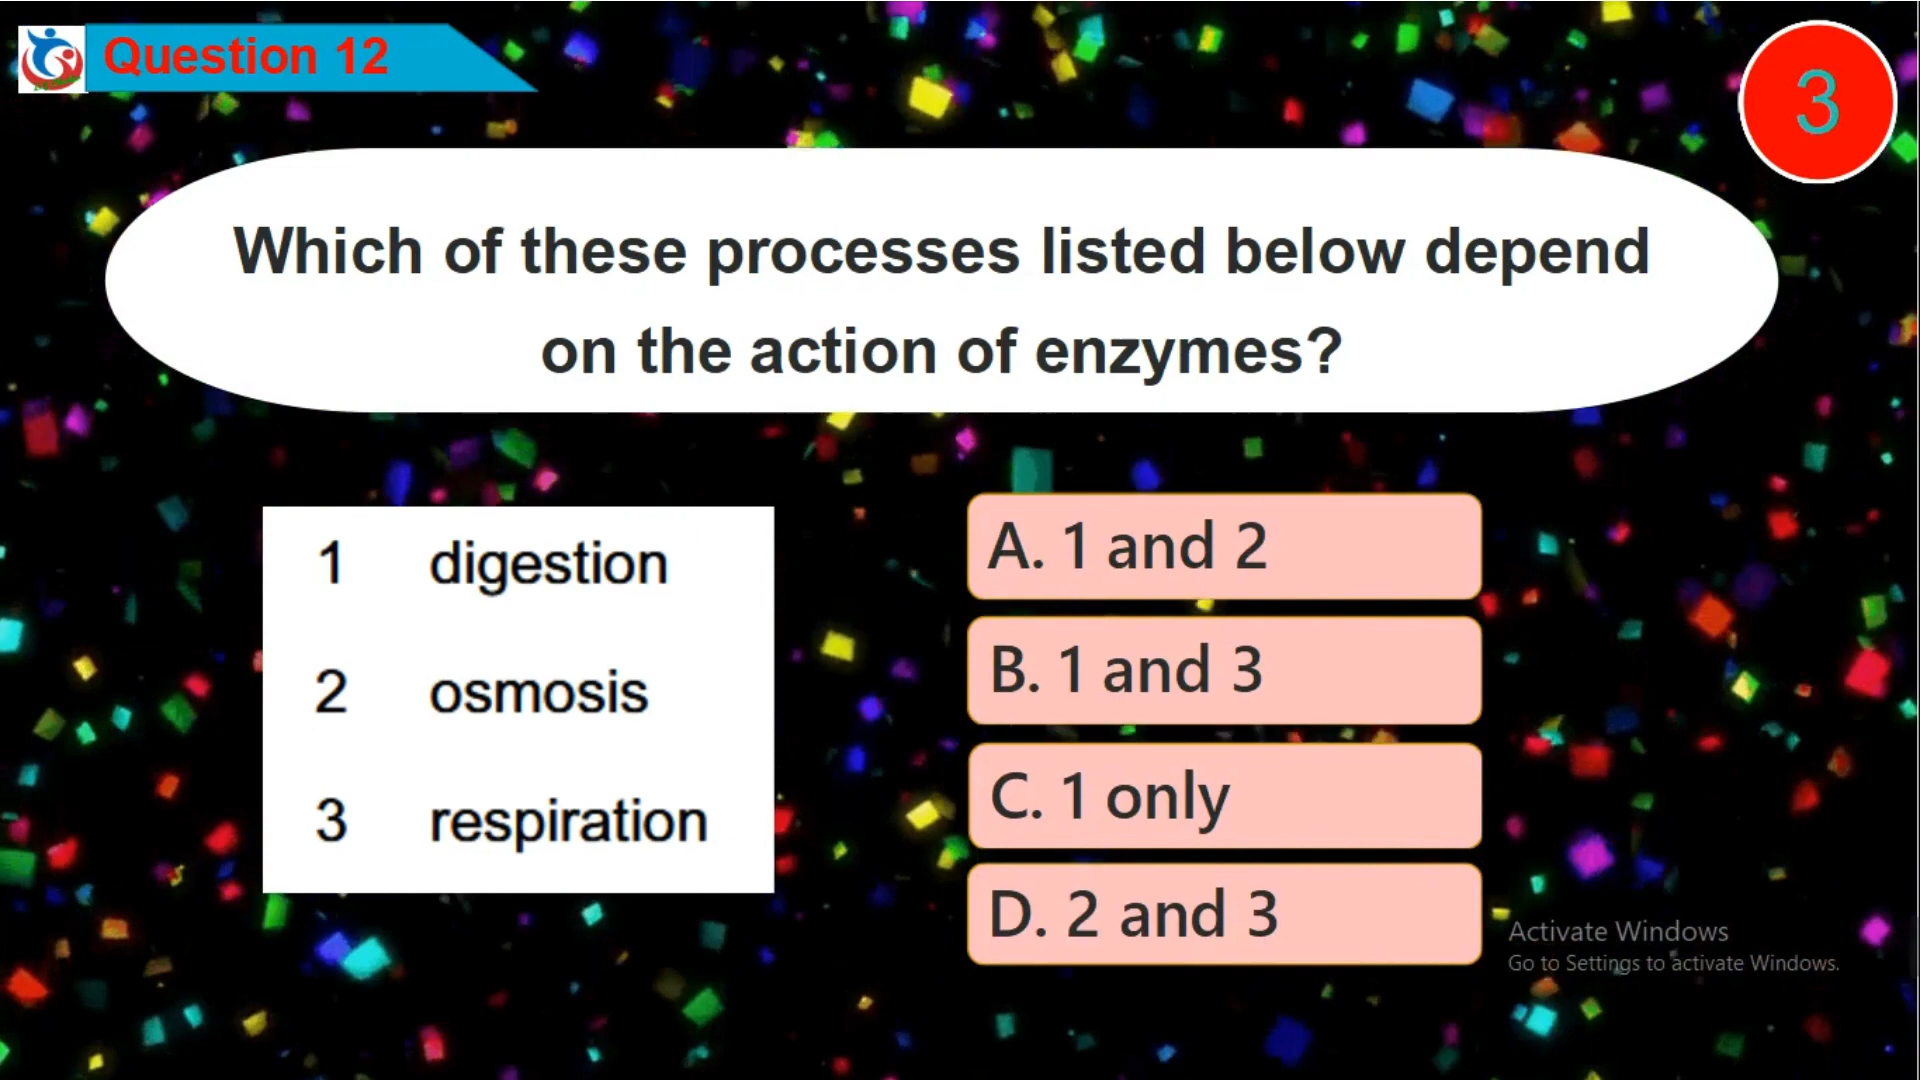 Question 12
3
Which of these processes listed below depend
on the action of enzymes?
1 digestion
2 osmosis
3 respiration
A. 1 and 2
B. 1 and 3
C. 1 only
D. 2 and 3
Activate Windows
Go to Settings to activate Windows.